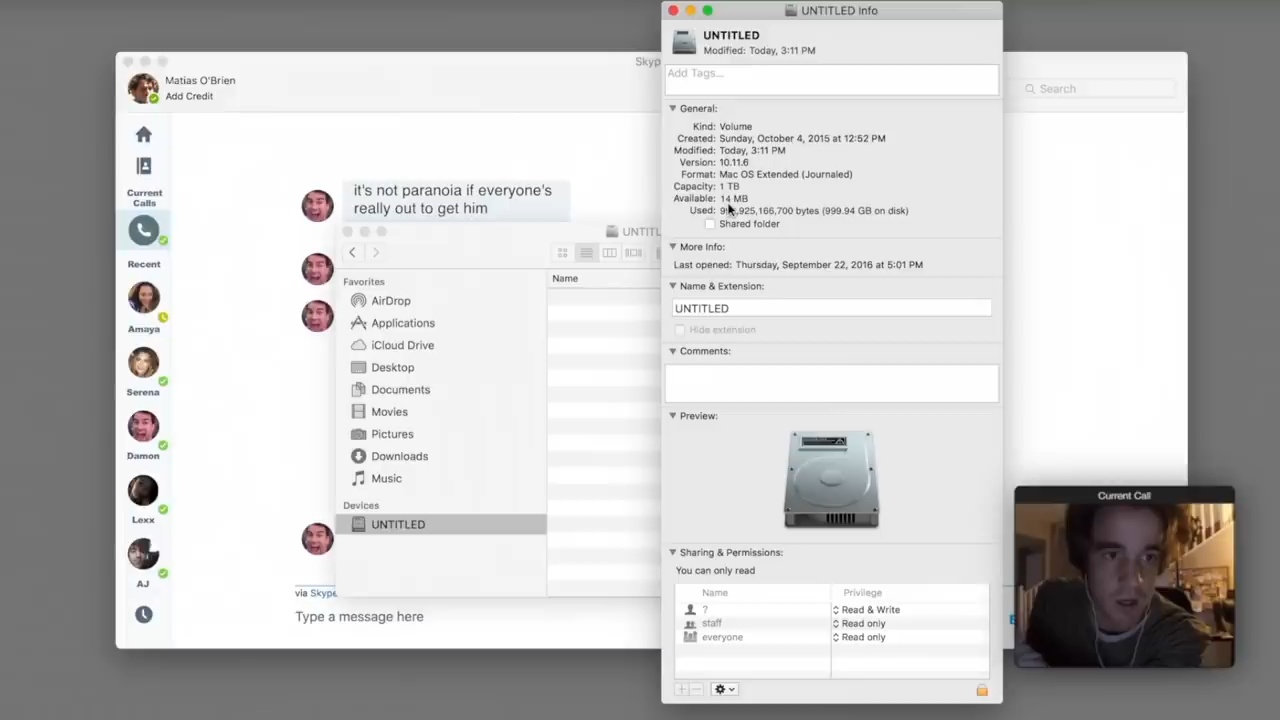 UNTITLED Info
UNTITLED
Modified: Today, 3:11 PM
Add Tags...
General:
Kind: Volume
Created: Sunday, October 4, 2015 at 12:52 PM
Modified: Today, 3:11 PM
Version: 10.11.6
Format: Mac OS Extended (Journaled)
Capacity: 1 TB
Available: 14 MB
Used: 925,166,700 bytes (999.94 GB on disk)
Shared folder
More Info:
Last opened: Thursday, September 22, 2016 at 5:01 PM
Name & Extension:
UNTITLED
Hide extension
Comments:
Preview:
Sharing & Permissions:
You can only read
Name Privilege
? Read & Write
staff Read only
everyone Read only
Skyp
Matias O'Brien
Add Credit
Search
Current Calls
Recent
Amaya
Serena
Damon
Lexx
AJ
it's not paranoia if everyone's
really out to get him
UNTITL
Favorites
AirDrop
Applications
iCloud Drive
Desktop
Documents
Movies
Pictures
Downloads
Music
Devices
UNTITLED
Name
via Skype
Type a message here
Current Call